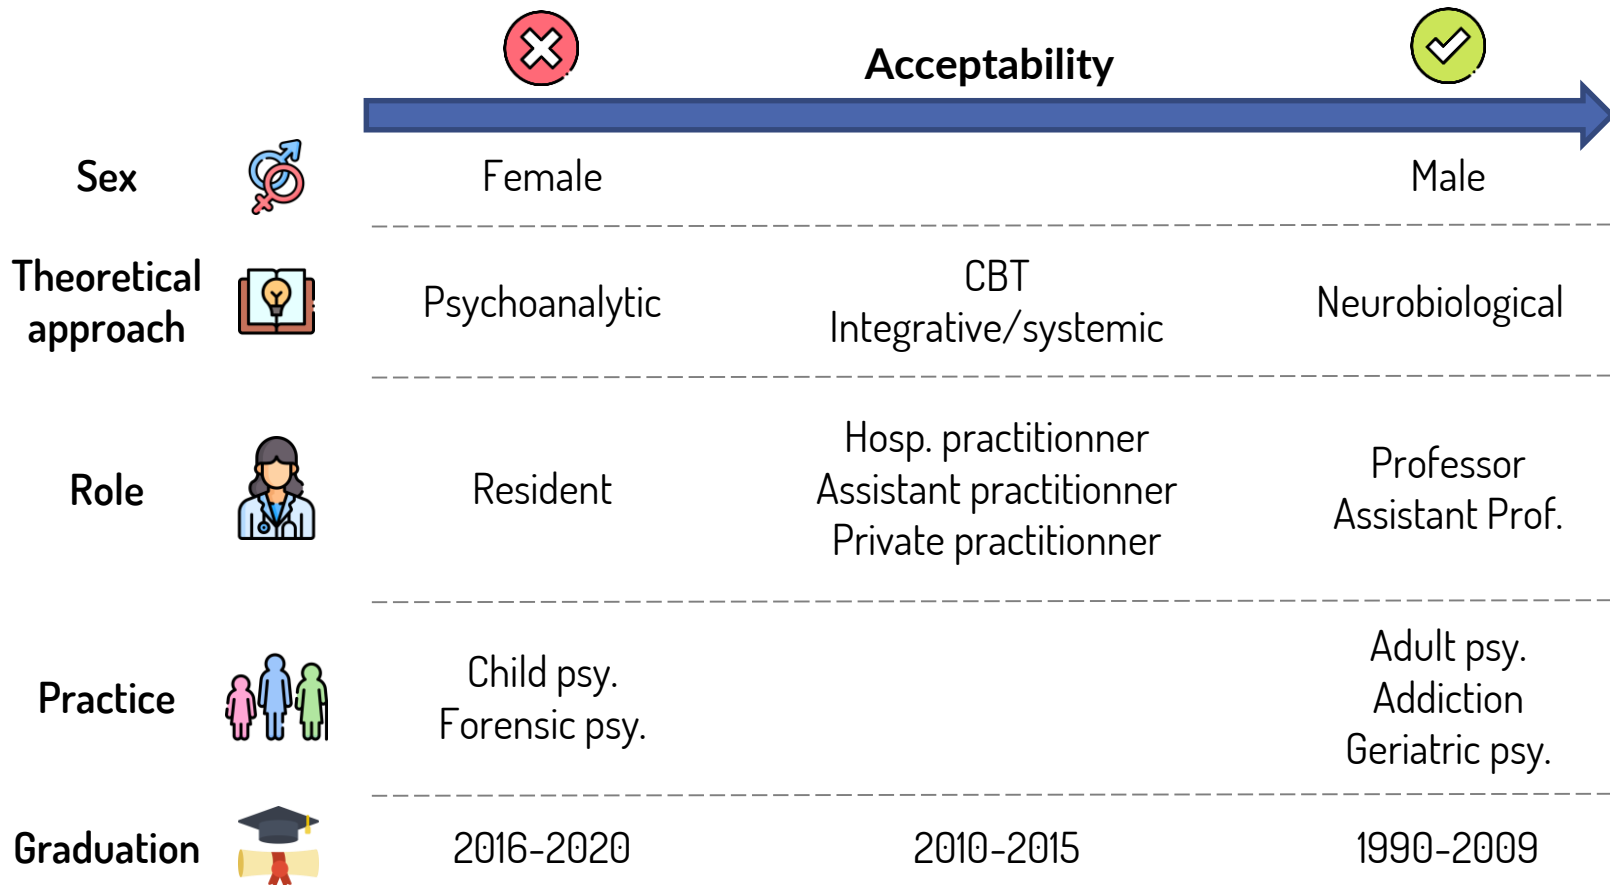 Acceptability
Sex
Female
Male
Theoretical
approach
Psychoanalytic
CBT
Integrative/systemic
Neurobiological
Role
Resident
Hosp. practitionner
Assistant practitionner
Private practitionner
Professor
Assistant Prof.
Practice
Child psy.
Forensic psy.
Adult psy.
Addiction
Geriatric psy.
Graduation
2016-2020
2010-2015
1990-2009